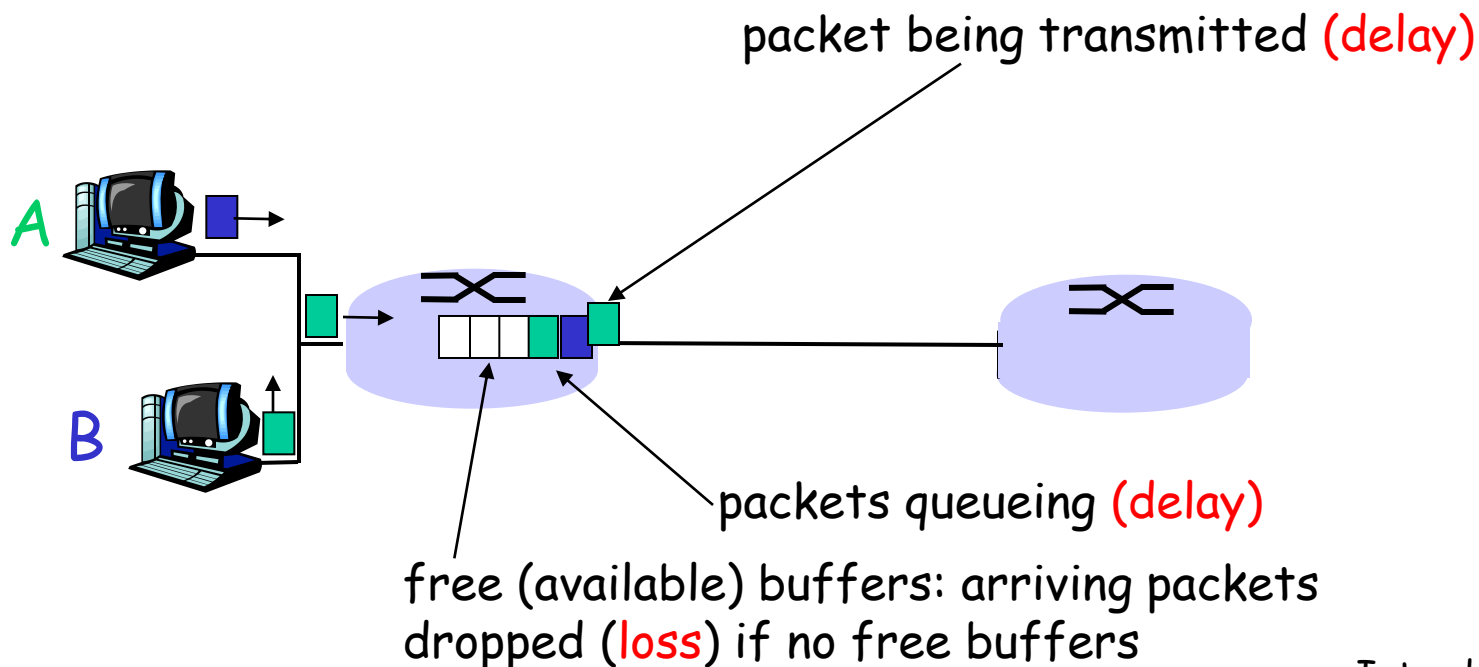 packet being transmitted (delay)
A
B
packets queueing (delay)
free (available) buffers: arriving packets
dropped (loss) if no free buffers